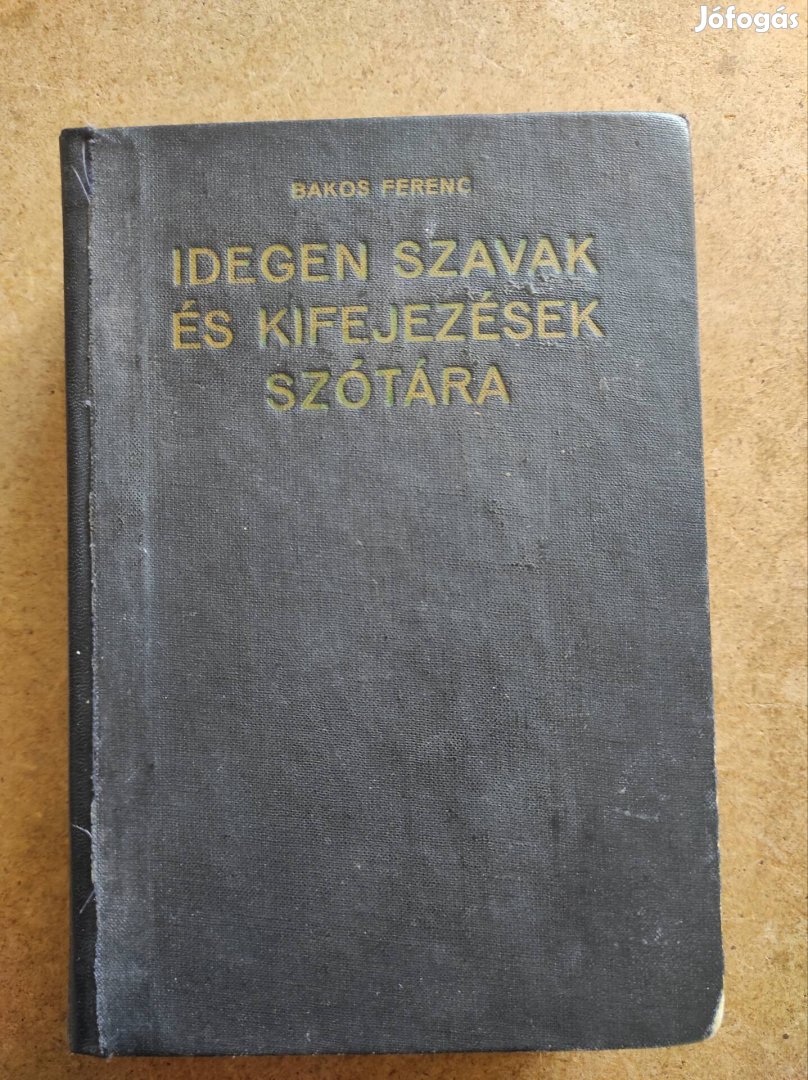 Jófogás
BAKOS FERENC
IDEGEN SZAVAK
ÉS KIFEJEZÉSEK
SZÓTÁRA